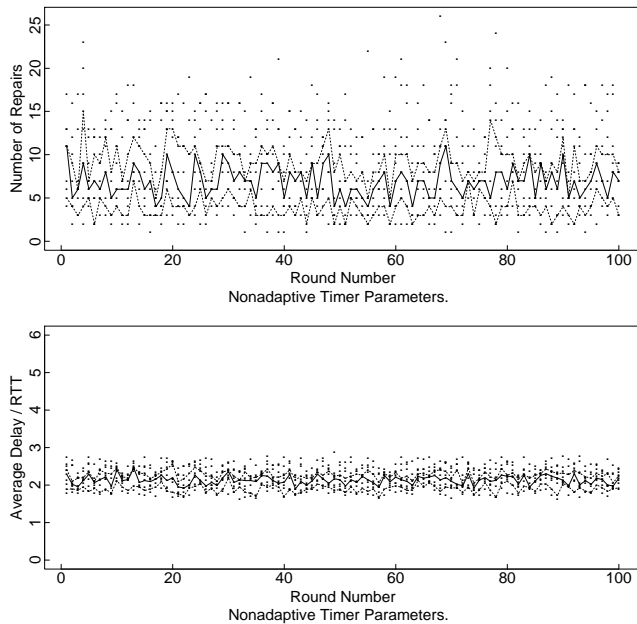 Number of Repairs
25
20
15
10
5
0
0 20 40 60 80 100
Round Number
Nonadaptive Timer Parameters.
Average Delay / RTT
6
5
4
3
2
1
0
0 20 40 60 80 100
Round Number
Nonadaptive Timer Parameters.